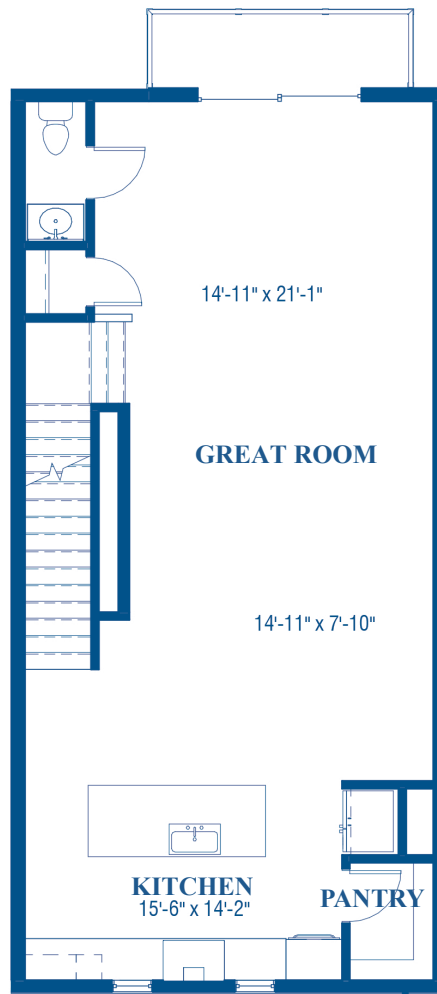 14'-11" x 21'-1"
GREAT ROOM
14'-11" x 7'-10"
KITCHEN
15'-6" x 14'-2"
PANTRY